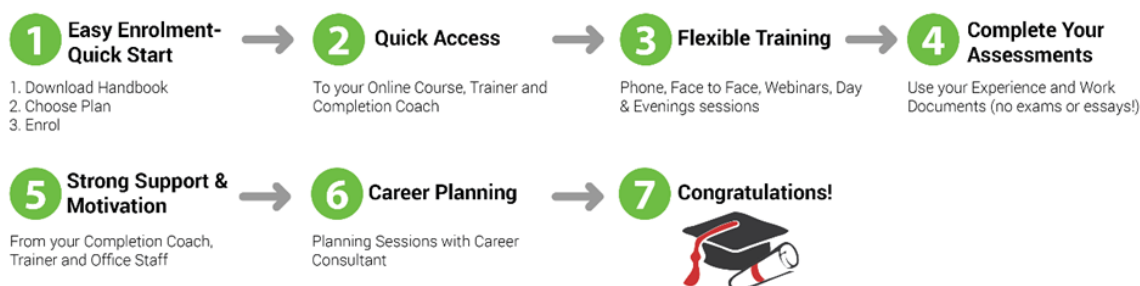 1
Easy Enrolment-
Quick Start
1. Download Handbook
2. Choose Plan
3. Enrol
2
Quick Access
To your Online Course, Trainer and
Completion Coach
3
Flexible Training
Phone, Face to Face, Webinars, Day
& Evenings sessions
4
Complete Your
Assessments
Use your Experience and Work
Documents (no exams or essays!)
5
Strong Support &
Motivation
From your Completion Coach,
Trainer and Office Staff
6
Career Planning
Planning Sessions with Career
Consultant
7
Congratulations!